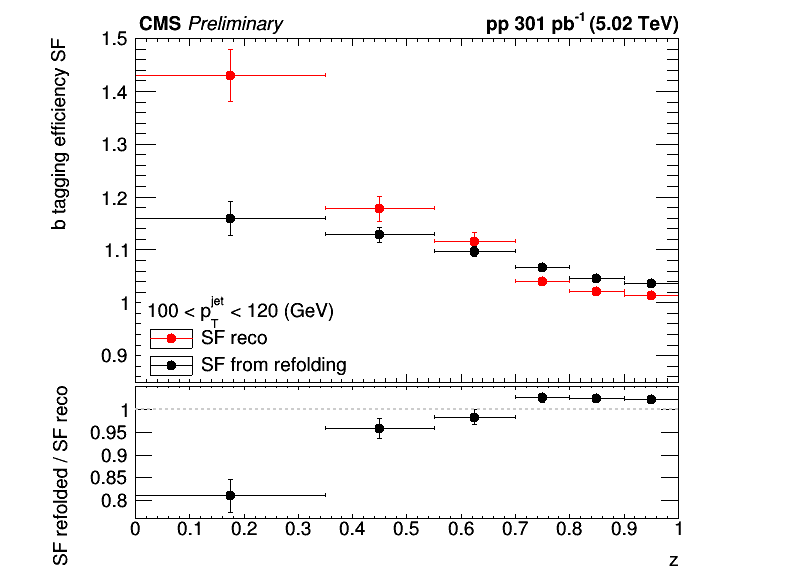 CMS Preliminary
pp 301 pb⁻¹ (5.02 TeV)
b tagging efficiency SF
1.5
1.4
1.3
1.2
1.1
1
0.9
100 < p_T^jet < 120 (GeV)
SF reco
SF from refolding
SF refolded / SF reco
1
0.95
0.9
0.85
0.8
0 0.1 0.2 0.3 0.4 0.5 0.6 0.7 0.8 0.9 1
z